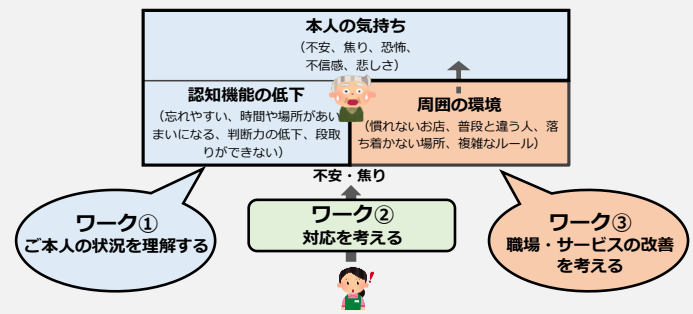 本人の気持ち
（不安、焦り、恐怖、
不信感、悲しさ）
認知機能の低下
（忘れやすい、時間や場所があい
まいになる、判断力の低下、段取
りができない）
周囲の環境
（慣れないお店、普段と違う人、落
ち着かない場所、複雑なルール）
不安・焦り
ワーク①
ご本人の状況を理解する
ワーク②
対応を考える
ワーク③
職場・サービスの改善
を考える